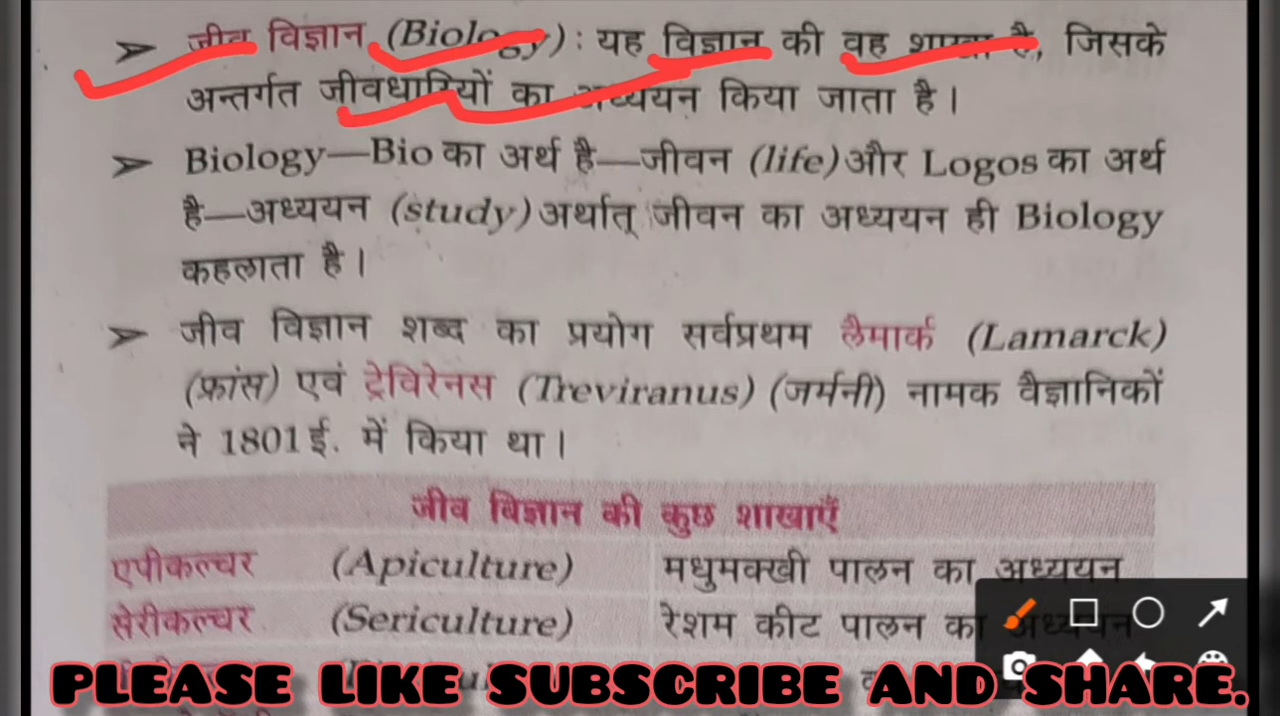 ➤ जीव विज्ञान (Biology) : यह विज्ञान की वह शाखा है, जिसके
अन्तर्गत जीवधारियों का अध्ययन किया जाता है।
➤ Biology—Bio का अर्थ है—जीवन (life) और Logos का अर्थ
है—अध्ययन (study) अर्थात् जीवन का अध्ययन ही Biology
कहलाता है।
➤ जीव विज्ञान शब्द का प्रयोग सर्वप्रथम लैमार्क (Lamarck)
(फ्रांस) एवं ट्रेविरेनस (Treviranus) (जर्मनी) नामक वैज्ञानिकों
ने 1801 ई. में किया था।
जीव विज्ञान की कुछ शाखाएँ
एपीकल्चर (Apiculture) मधुमक्खी पालन का अध्ययन
सेरीकल्चर (Sericulture) रेशम कीट पालन का अध्ययन
PLEASE LIKE SUBSCRIBE AND SHARE.